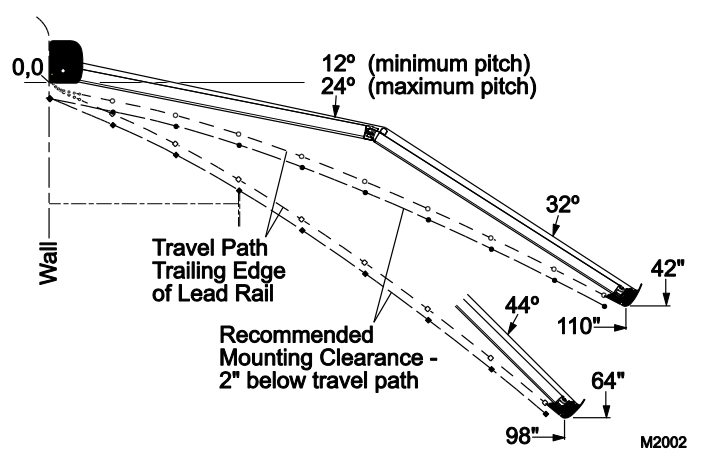 0,0
12º (minimum pitch)
24º (maximum pitch)
32º
Wall
Travel Path
Trailing Edge
of Lead Rail
42"
110"
44º
Recommended
Mounting Clearance -
2" below travel path
64"
98"
M2002